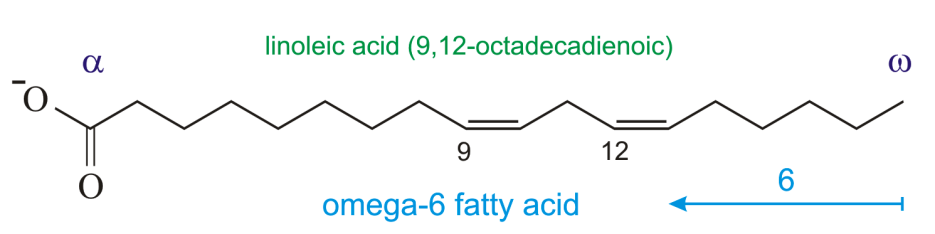 linoleic acid (9,12-octadecadienoic)
α
ω
⁻O
O
9
12
6
omega-6 fatty acid